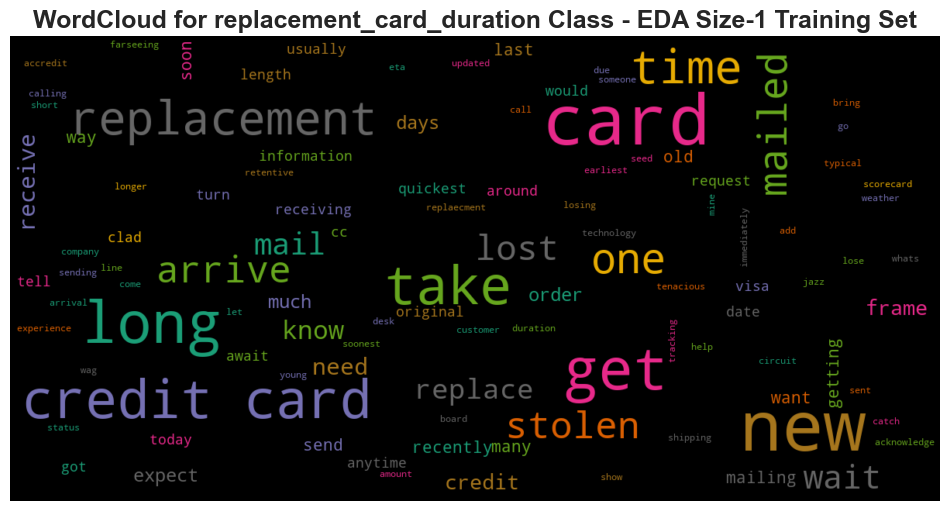 WordCloud for replacement_card_duration Class - EDA Size-1 Training Set
farseeing
soon
usually
last
time
accredit
length
eta
updated
due
someone
mailed
calling
short
would
card
bring
replacement
days
call
go
way
information
retentive
seed
old
earliest
typical
receive
longer
turn
quickest
around
request
scorecard
weather
receiving
replaecment
losing
mine
immediately
clad
cc
technology
add
company
mail
lost
one
lose
whats
tell
sending
line
come
arrive
take
order
tenacious
visa
jazz
arrival
much
original
date
frame
experience
long
let
know
desk
customer
duration
tracking
help
getting
await
soonest
circuit
wag
young
need
get
credit card
replace
want
sent
board
stolen
new
catch
status
today
send
recently
many
shipping
acknowledge
got
expect
anytime
amount
credit
show
mailing
wait